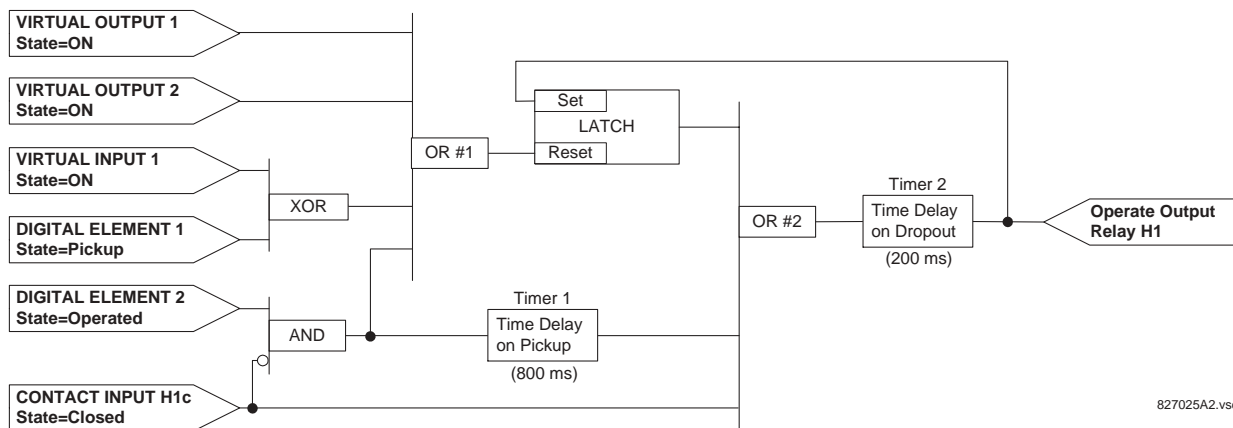 VIRTUAL OUTPUT 1
State=ON
VIRTUAL OUTPUT 2
State=ON
VIRTUAL INPUT 1
State=ON
DIGITAL ELEMENT 1
State=Pickup
DIGITAL ELEMENT 2
State=Operated
CONTACT INPUT H1c
State=Closed
XOR
AND
OR #1
Set
LATCH
Reset
Timer 1
Time Delay
on Pickup
(800 ms)
OR #2
Timer 2
Time Delay
on Dropout
(200 ms)
Operate Output
Relay H1
827025A2.vs